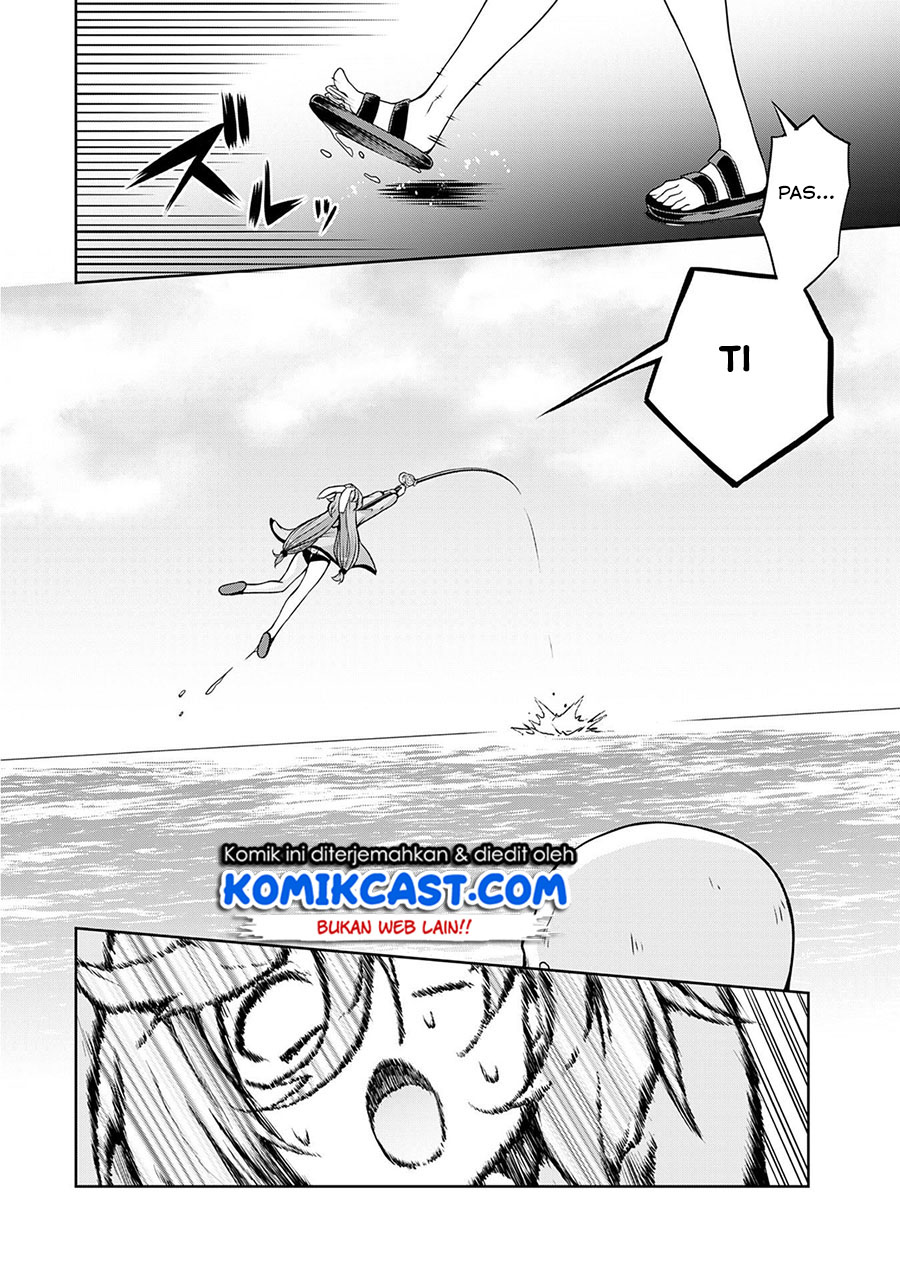 ズルッ
PAS...
TI
Komik ini diterjemahkan & diedit oleh
KOMIKCAST.COM
BUKAN WEB LAIN!!